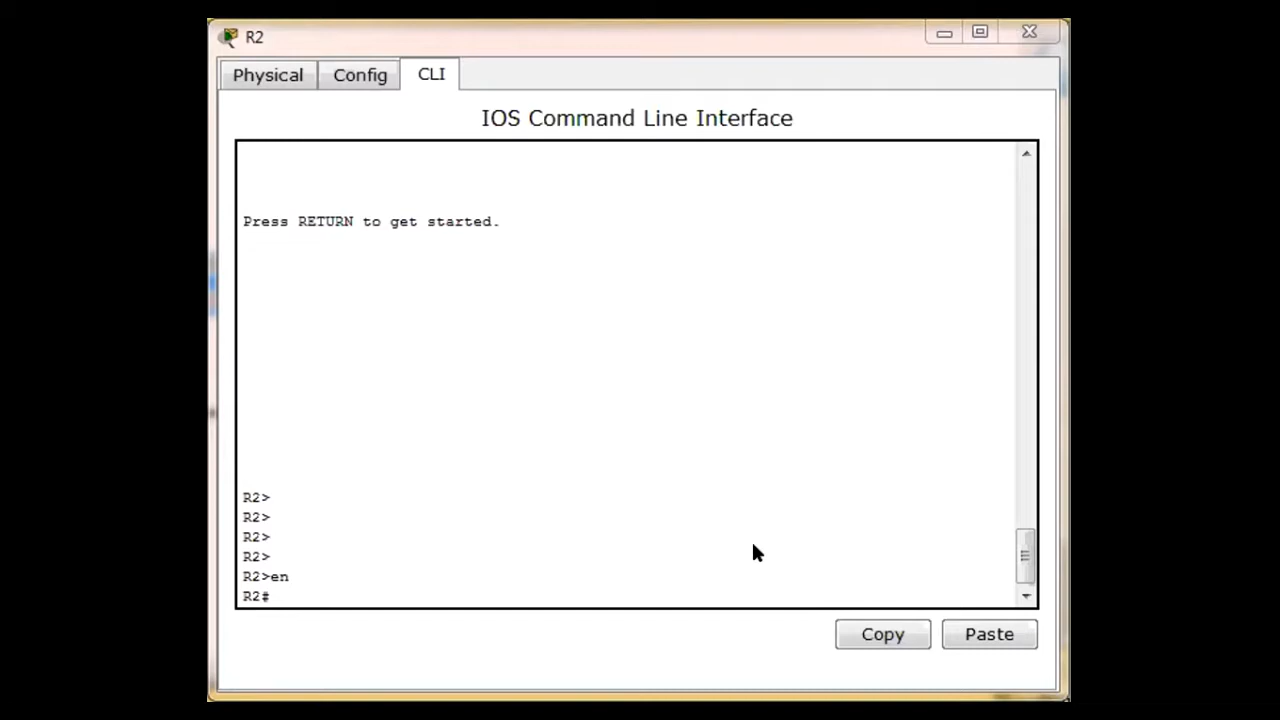 R2
Physical
Config
CLI
IOS Command Line Interface
Press RETURN to get started.
R2>
R2>
R2>
R2>
R2>en
R2#
Copy
Paste